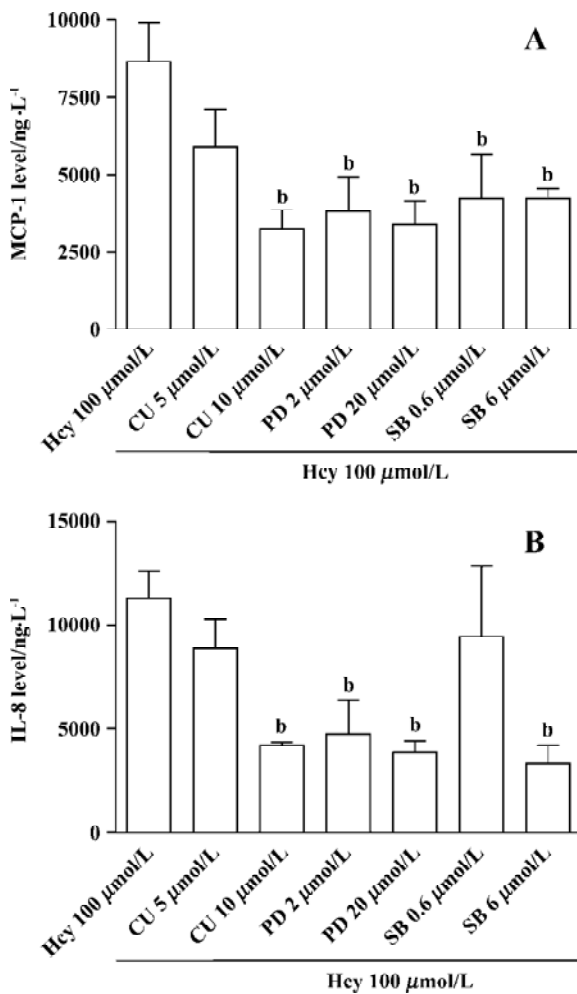 A
10000
7500
5000
2500
0
MCP-1 level/ng·L-1
b
b
b
b
b
Hcy 100 μmol/L
CU 5 μmol/L
CU 10 μmol/L
PD 2 μmol/L
PD 20 μmol/L
SB 0.6 μmol/L
SB 6 μmol/L
Hcy 100 μmol/L
B
15000
10000
5000
0
IL-8 level/ng·L-1
b
b
b
b
Hcy 100 μmol/L
CU 5 μmol/L
CU 10 μmol/L
PD 2 μmol/L
PD 20 μmol/L
SB 0.6 μmol/L
SB 6 μmol/L
Hcy 100 μmol/L